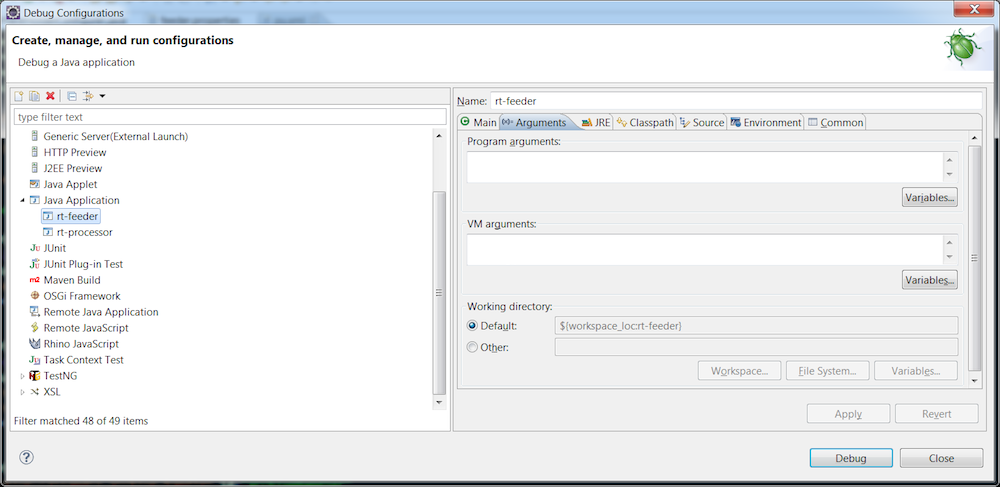 Debug Configurations
Create, manage, and run configurations
Debug a Java application
type filter text
Generic Server(External Launch)
HTTP Preview
J2EE Preview
Java Applet
Java Application
rt-feeder
rt-processor
JUnit
JUnit Plug-in Test
Maven Build
OSGi Framework
Remote Java Application
Remote JavaScript
Rhino JavaScript
Task Context Test
TestNG
XSL
Filter matched 48 of 49 items
Name: rt-feeder
Main Arguments JRE Classpath Source Environment Common
Program arguments:
Variables...
VM arguments:
Variables...
Working directory:
Default: ${workspace_loc:rt-feeder}
Other:
Workspace... File System... Variables...
Apply Revert
Debug Close